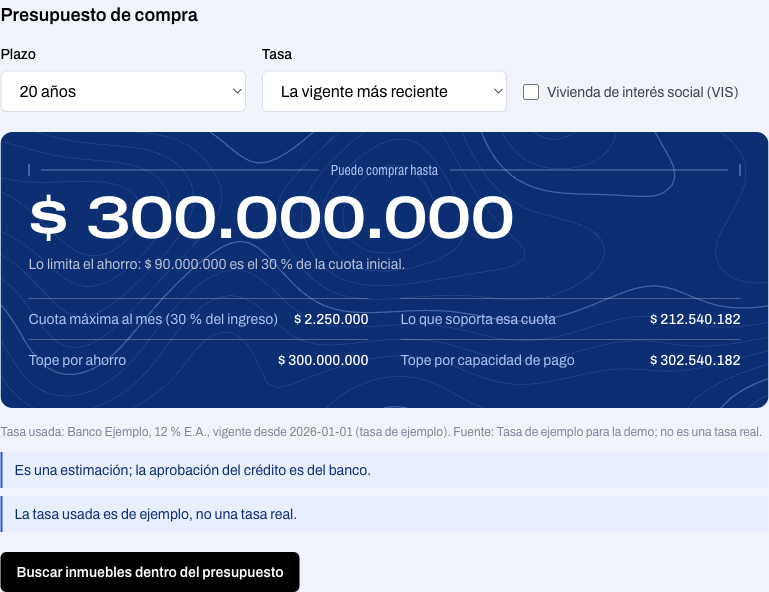 Presupuesto de compra
Plazo
Tasa
20 años
La vigente más reciente
Vivienda de interés social (VIS)
Puede comprar hasta
$ 300.000.000
Lo limita el ahorro: $ 90.000.000 es el 30 % de la cuota inicial.
Cuota máxima al mes (30 % del ingreso) $ 2.250.000
Lo que soporta esa cuota $ 212.540.182
Tope por ahorro $ 300.000.000
Tope por capacidad de pago $ 302.540.182
Tasa usada: Banco Ejemplo, 12 % E.A., vigente desde 2026-01-01 (tasa de ejemplo). Fuente: Tasa de ejemplo para la demo; no es una tasa real.
Es una estimación; la aprobación del crédito es del banco.
La tasa usada es de ejemplo, no una tasa real.
Buscar inmuebles dentro del presupuesto